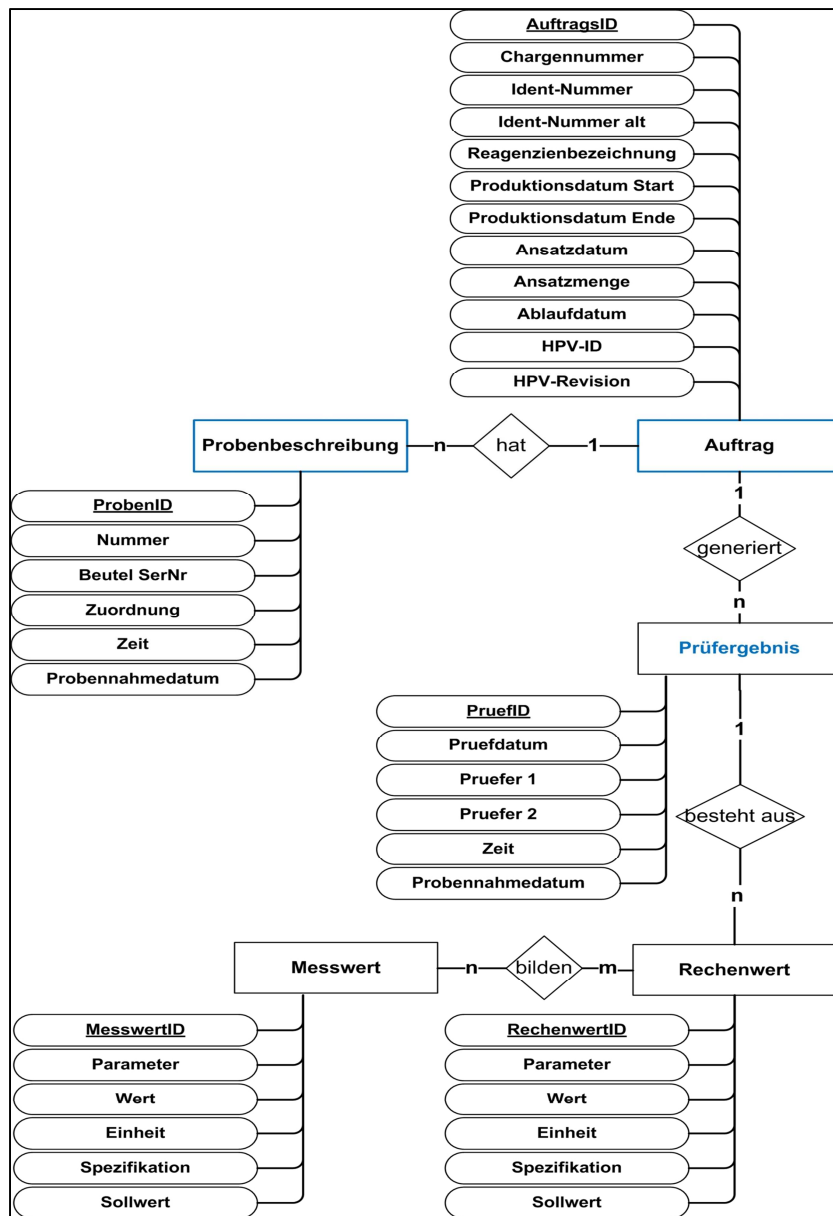 AuftragsID
Chargennummer
Ident-Nummer
Ident-Nummer alt
Reagenzienbezeichnung
Produktionsdatum Start
Produktionsdatum Ende
Ansatzdatum
Ansatzmenge
Ablaufdatum
HPV-ID
HPV-Revision
Probenbeschreibung n hat 1 Auftrag
1
generiert
n
ProbenID
Nummer
Beutel SerNr
Zuordnung
Zeit
Probennahmedatum
Prüfergebnis
PruefID
Pruefdatum
Pruefer 1
Pruefer 2
Zeit
Probennahmedatum
1
besteht aus
n
Messwert n bilden m Rechenwert
MesswertID
Parameter
Wert
Einheit
Spezifikation
Sollwert
RechenwertID
Parameter
Wert
Einheit
Spezifikation
Sollwert